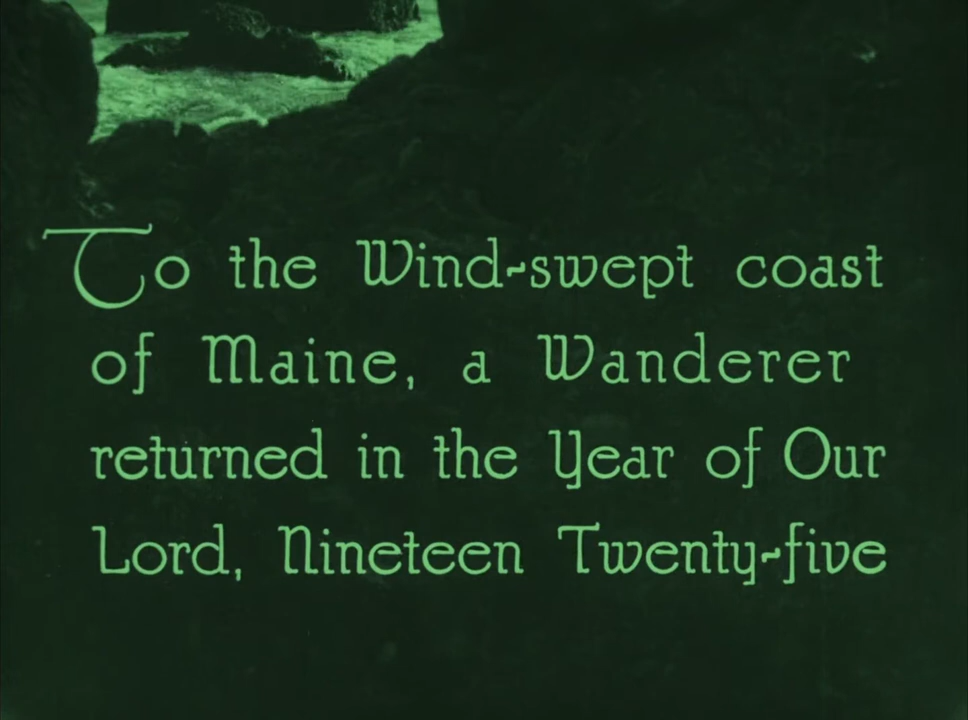 To the Wind-swept coast
of Maine, a Wanderer
returned in the Year of Our
Lord, Nineteen Twenty-five